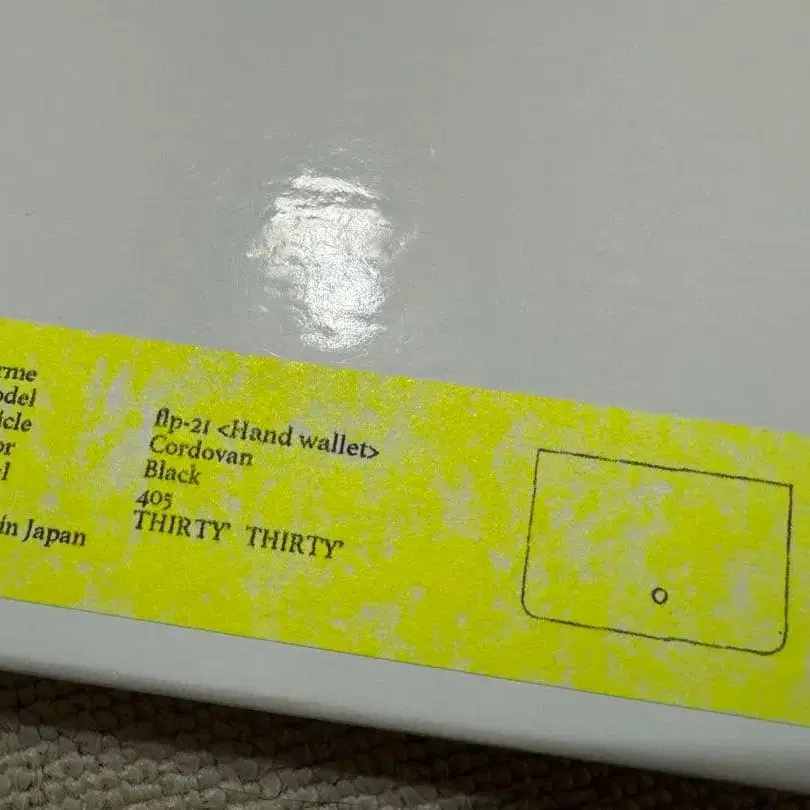 rme
odel
icle
or
l
in Japan
flp-21 <Hand wallet>
Cordovan
Black
405
THIRTY' THIRTY'